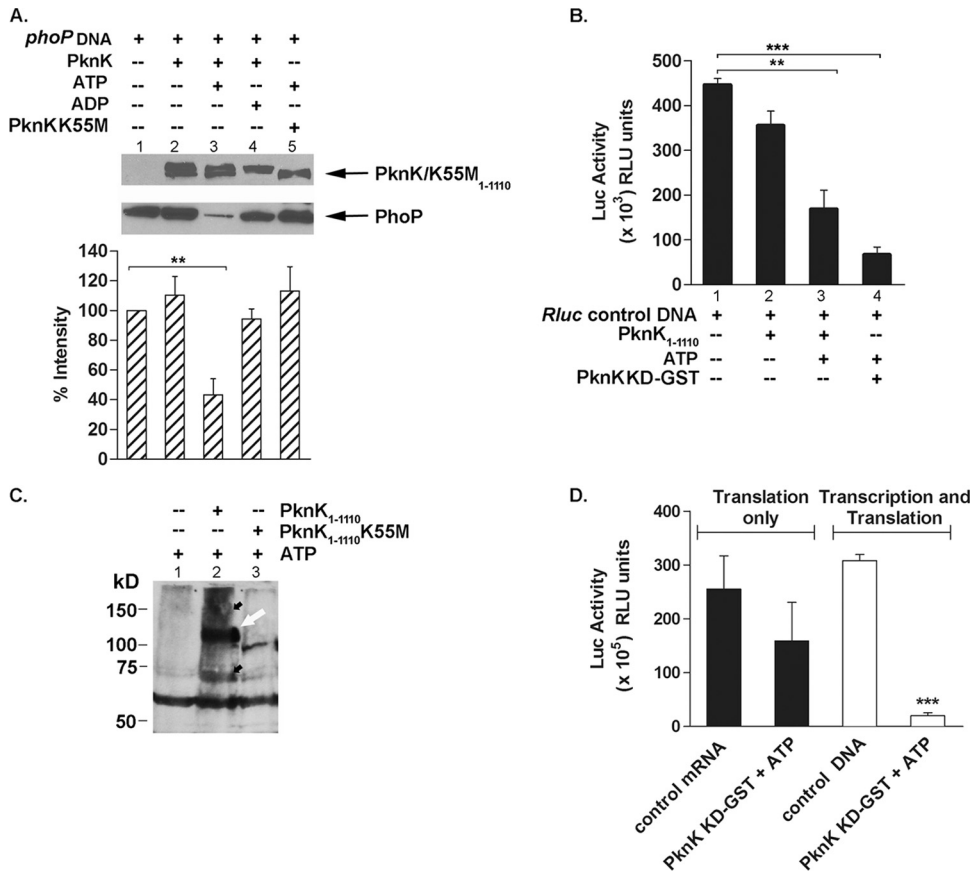 A.
phoP DNA + + + + +
PknK -- + + + --
ATP -- -- + -- +
ADP -- -- -- + --
PknKK55M -- -- -- -- +
1 2 3 4 5
PknK/K55M1-1110
PhoP
% Intensity
140
120
100
80
60
40
20
0
**
B.
Luc Activity
(x 10³) RLU units
500
400
300
200
100
0
***
**
1 2 3 4
Rluc control DNA + + + +
PknK1-1110 -- + + --
ATP -- -- + +
PknKKD-GST -- -- -- +
C.
-- + -- PknK1-1110
-- -- + PknK1-1110K55M
+ + + ATP
1 2 3
kD
150
100
75
50
D.
Translation only
Transcription and Translation
Luc Activity
(x 10⁵) RLU units
400
300
200
100
0
***
control mRNA
PknK KD-GST + ATP
control DNA
PknK KD-GST + ATP